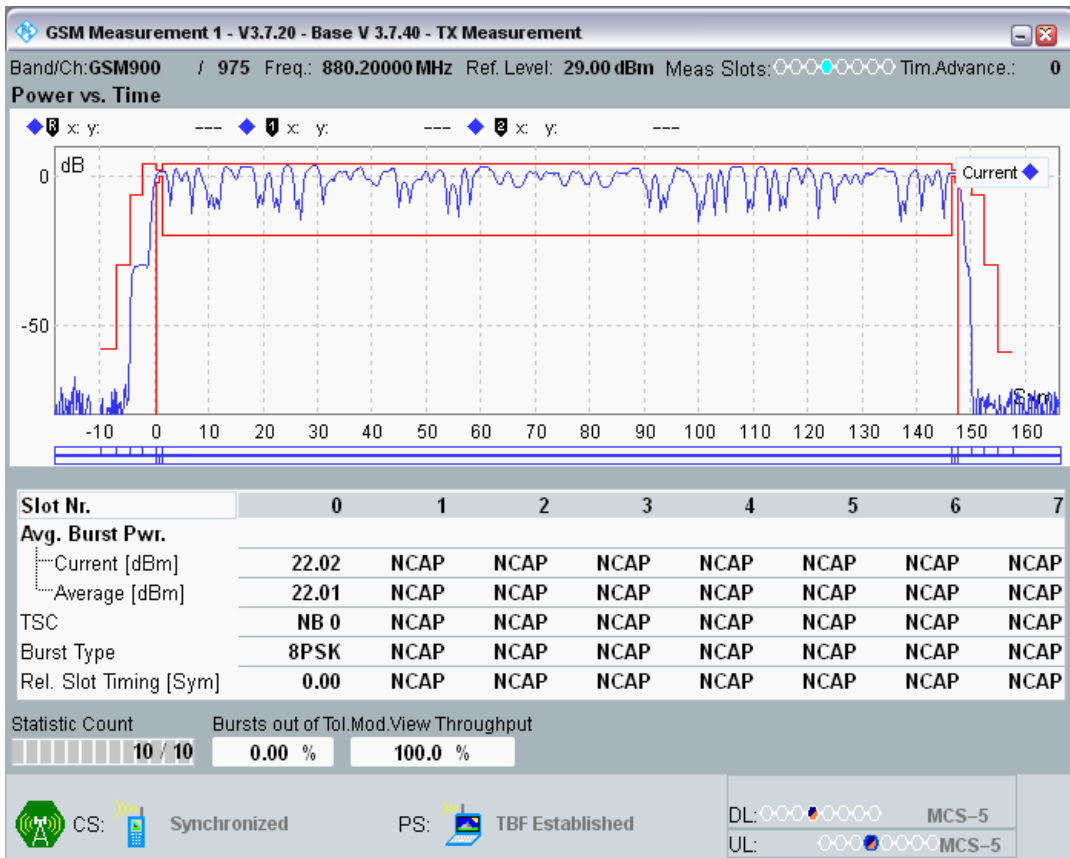 GSM Measurement 1 - V3.7.20 - Base V 3.7.40 - TX Measurement
Band/Ch:GSM900 / 975 Freq.: 880.20000 MHz Ref. Level: 29.00 dBm Meas Slots: Tim.Advance.: 0
Power vs. Time
R x: y: --- 1 x: y: --- 2 x: y: ---
dB
Current
0
-50
Sym
-10 0 10 20 30 40 50 60 70 80 90 100 110 120 130 140 150 160
Slot Nr. 0 1 2 3 4 5 6 7
Avg. Burst Pwr.
Current [dBm] 22.02 NCAP NCAP NCAP NCAP NCAP NCAP NCAP
Average [dBm] 22.01 NCAP NCAP NCAP NCAP NCAP NCAP NCAP
TSC NB 0 NCAP NCAP NCAP NCAP NCAP NCAP NCAP
Burst Type 8PSK NCAP NCAP NCAP NCAP NCAP NCAP NCAP
Rel. Slot Timing [Sym] 0.00 NCAP NCAP NCAP NCAP NCAP NCAP NCAP
Statistic Count Bursts out of Tol.Mod.View Throughput
10 / 10 0.00 % 100.0 %
CS: Synchronized PS: TBF Established
DL: MCS-5
UL: MCS-5